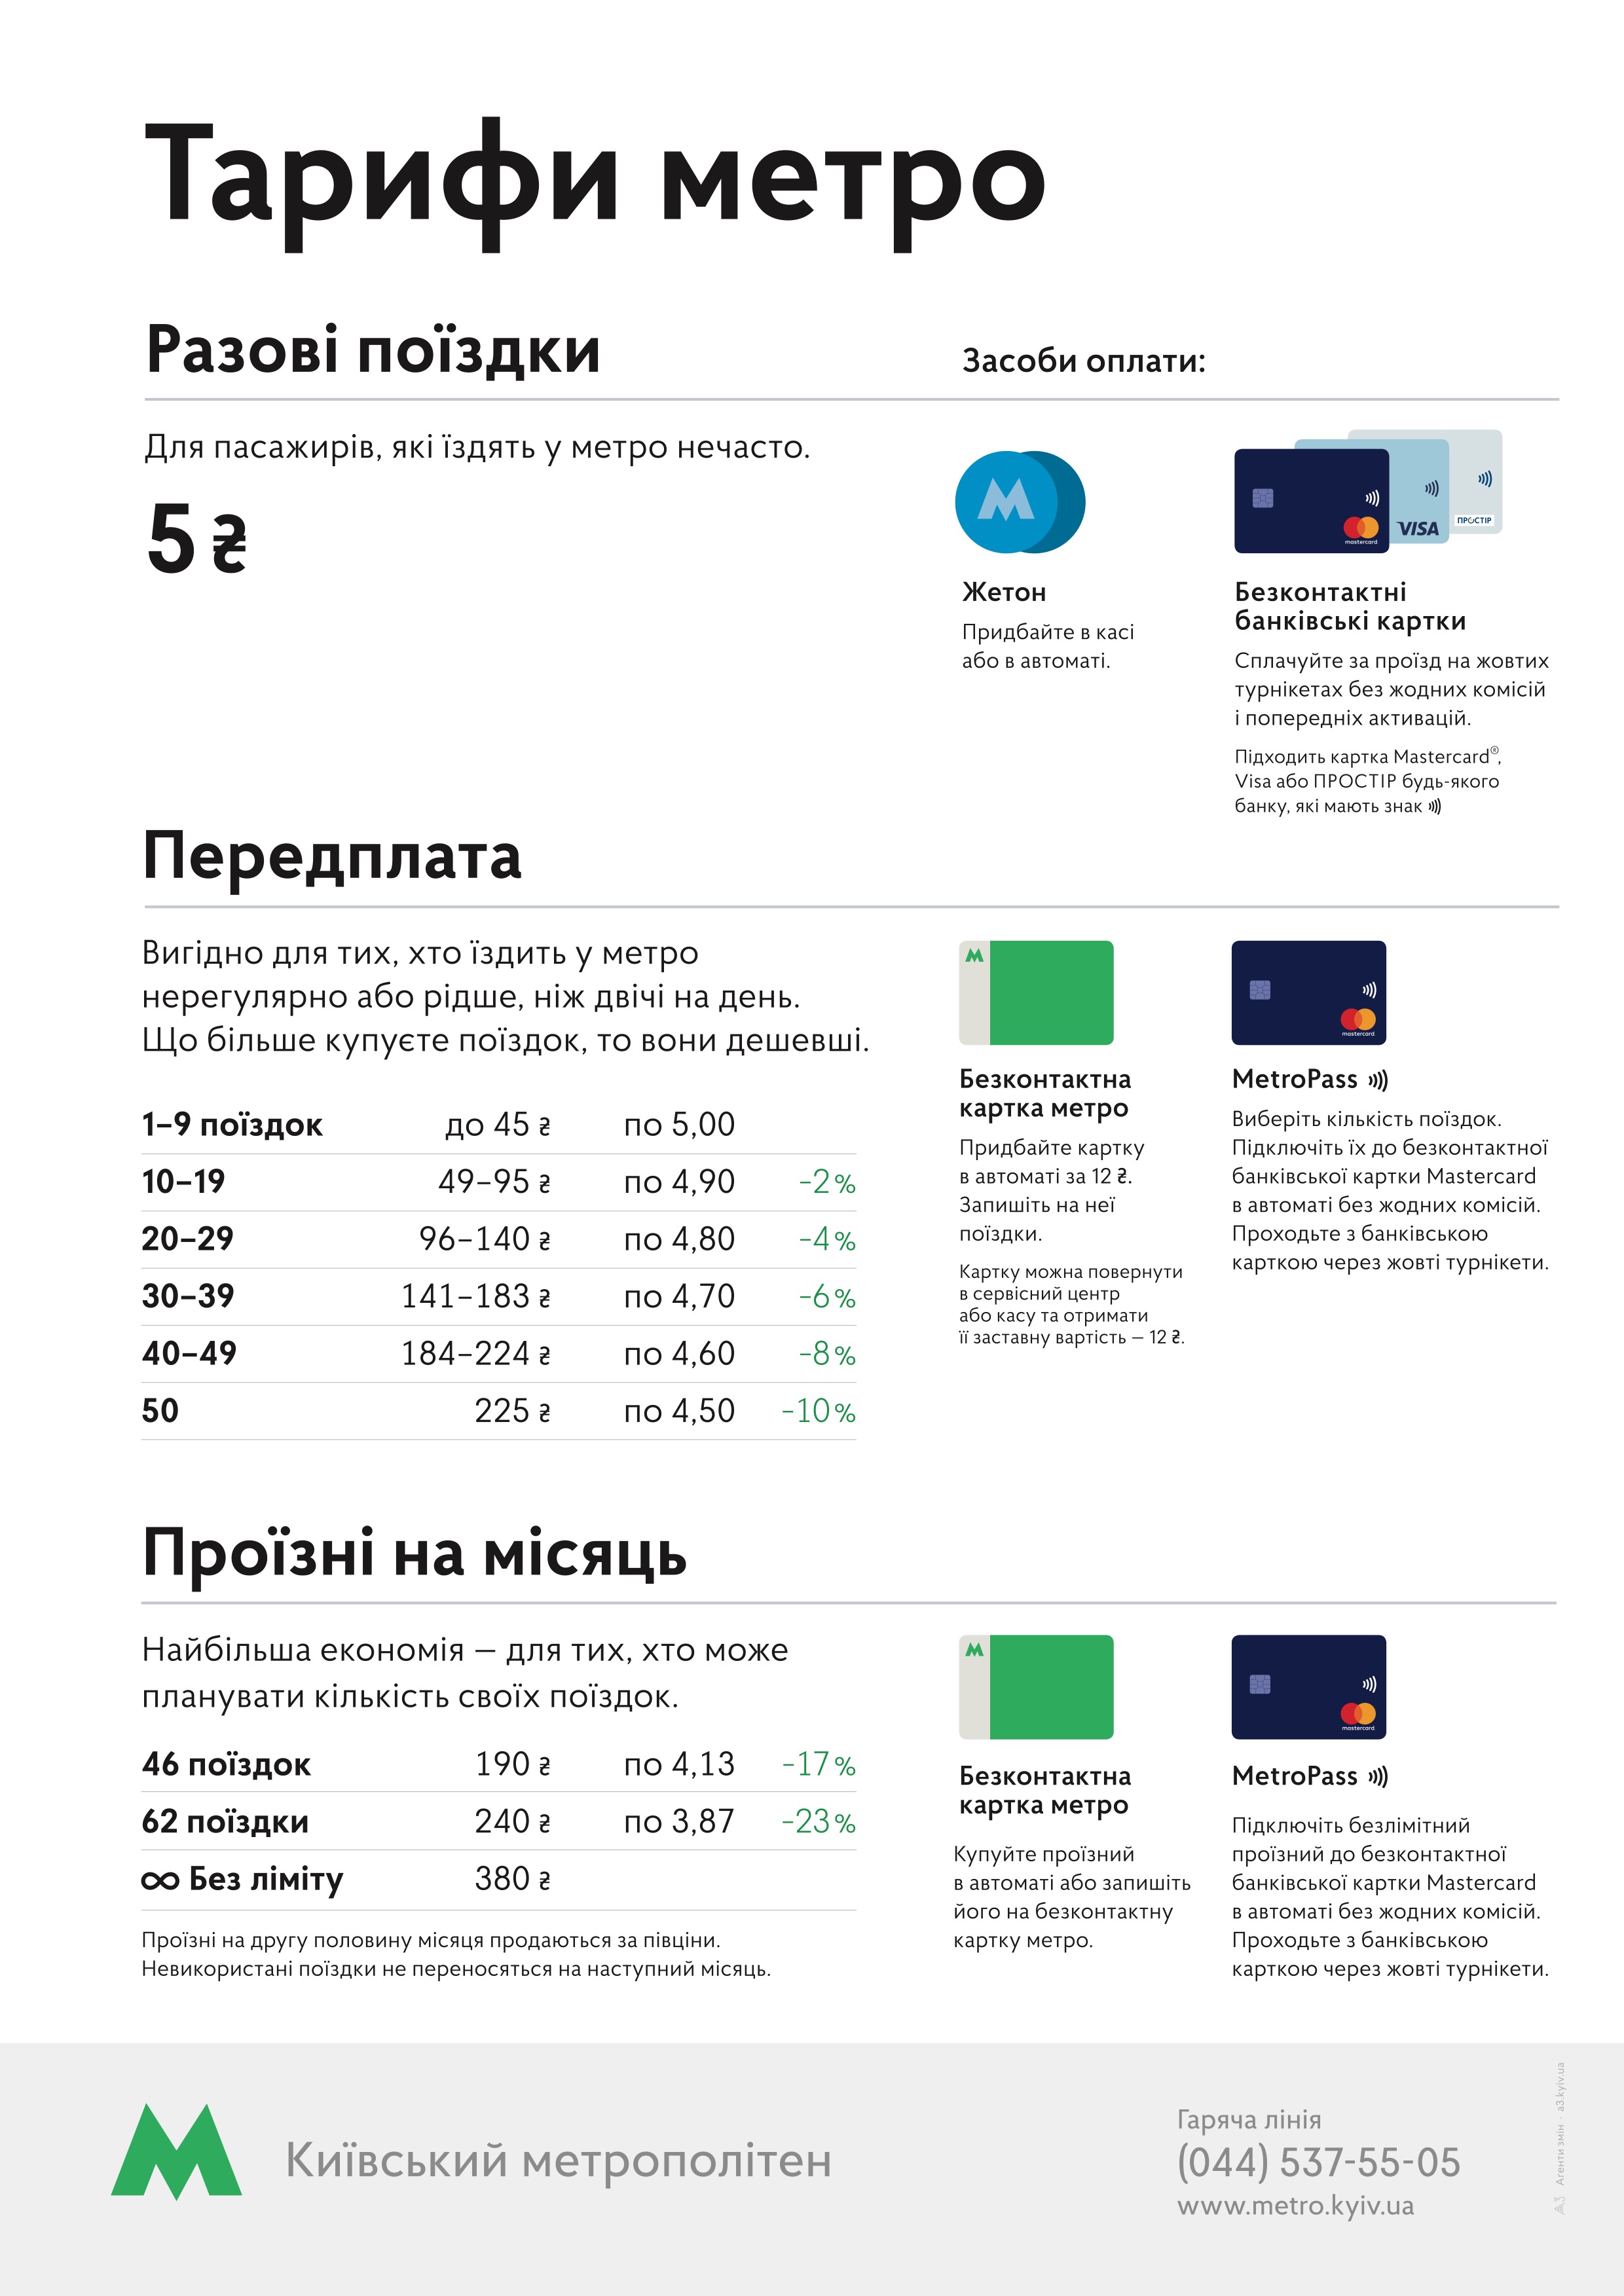 Тарифи метро
Разові поїздки
Засоби оплати:
Для пасажирів, які їздять у метро нечасто.
5 ₴
mastercard
VISA
ПРОСТІР
Жетон
Придбайте в касі
або в автоматі.
Безконтактні
банківські картки
Сплачуйте за проїзд на жовтих
турнікетах без жодних комісій
і попередніх активацій.
Підходить картка Mastercard®,
Visa або ПРОСТІР будь-якого
банку, які мають знак
Передплата
Вигідно для тих, хто їздить у метро
нерегулярно або рідше, ніж двічі на день.
Що більше купуєте поїздок, то вони дешевші.
1–9 поїздок до 45 ₴ по 5,00
10–19 49–95 ₴ по 4,90 –2%
20–29 96–140 ₴ по 4,80 –4%
30–39 141–183 ₴ по 4,70 –6%
40–49 184–224 ₴ по 4,60 –8%
50 225 ₴ по 4,50 –10%
Безконтактна
картка метро
Придбайте картку
в автоматі за 12 ₴.
Запишіть на неї
поїздки.
Картку можна повернути
в сервісний центр
або касу та отримати
її заставну вартість – 12 ₴.
mastercard
MetroPass
Виберіть кількість поїздок.
Підключіть їх до безконтактної
банківської картки Mastercard
в автоматі без жодних комісій.
Проходьте з банківською
карткою через жовті турнікети.
Проїзні на місяць
Найбільша економія – для тих, хто може
планувати кількість своїх поїздок.
46 поїздок 190 ₴ по 4,13 –17%
62 поїздки 240 ₴ по 3,87 –23%
∞ Без ліміту 380 ₴
Проїзні на другу половину місяця продаються за півціни.
Невикористані поїздки не переносяться на наступний місяць.
Безконтактна
картка метро
Купуйте проїзний
в автоматі або запишіть
його на безконтактну
картку метро.
mastercard
MetroPass
Підключіть безлімітний
проїзний до безконтактної
банківської картки Mastercard
в автоматі без жодних комісій.
Проходьте з банківською
карткою через жовті турнікети.
Київський метрополітен
Гаряча лінія
(044) 537-55-05
www.metro.kyiv.ua
А3 Агенти змін · a3.kyiv.ua